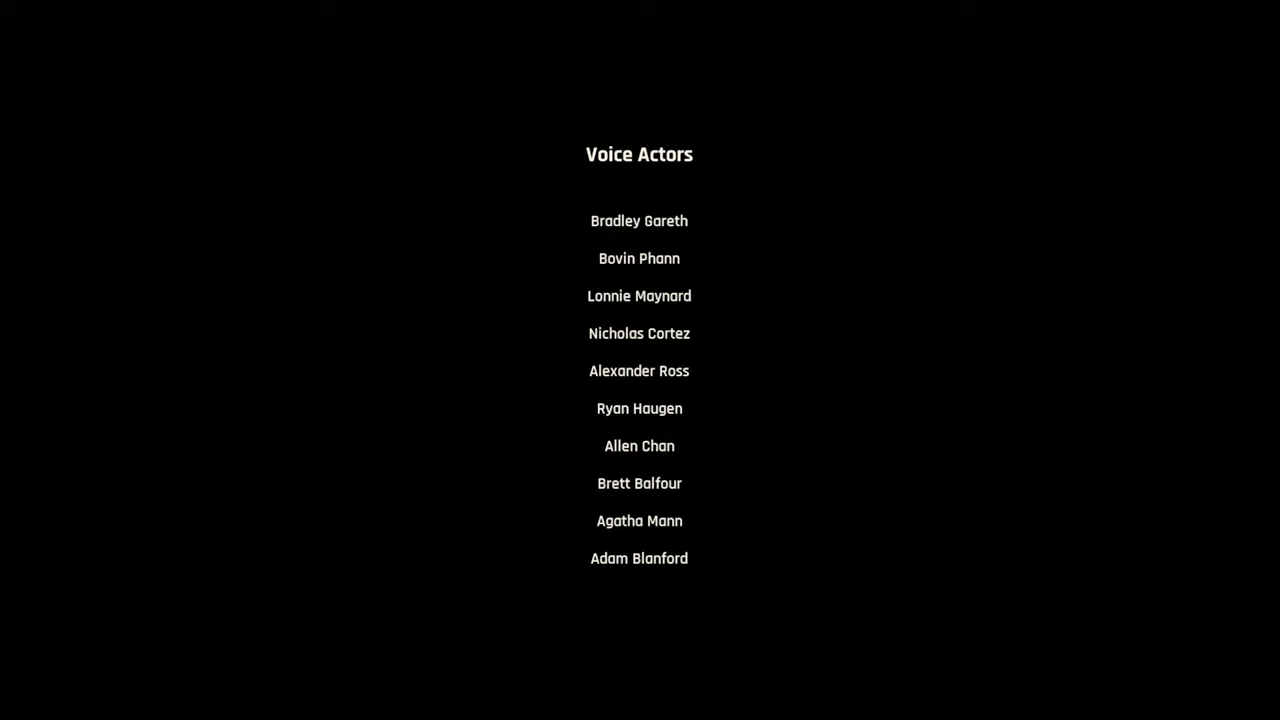 Voice Actors
Bradley Gareth
Bovin Phann
Lonnie Maynard
Nicholas Cortez
Alexander Ross
Ryan Haugen
Allen Chan
Brett Balfour
Agatha Mann
Adam Blanford